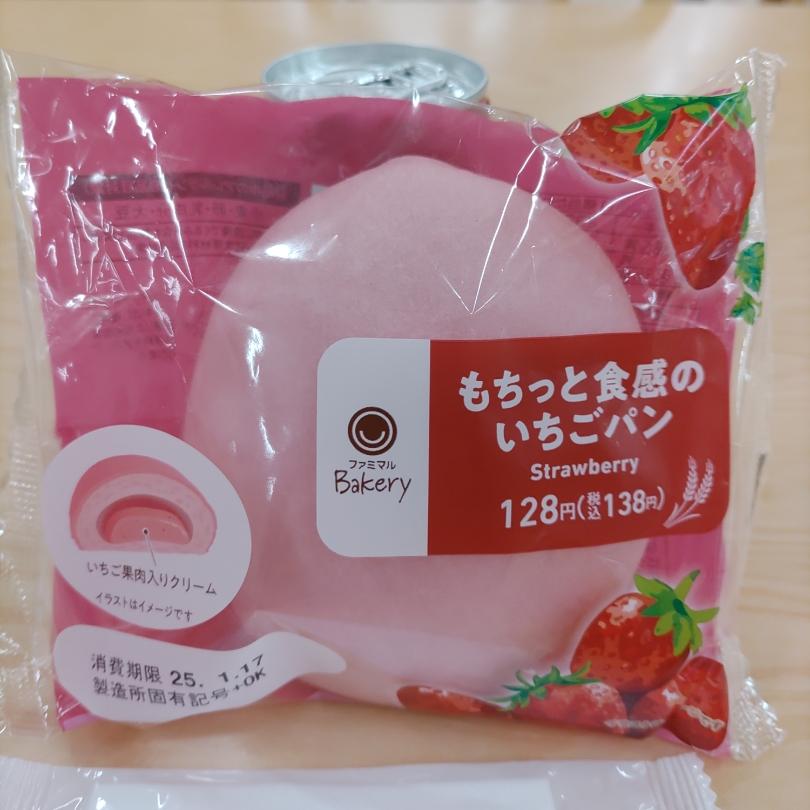 もちっと食感の
いちごパン
Strawberry
128円(税込138円)
ファミマル
Bakery
いちご果肉入りクリーム
イラストはイメージです
消費期限 25. 1.17
製造所固有記号+OK